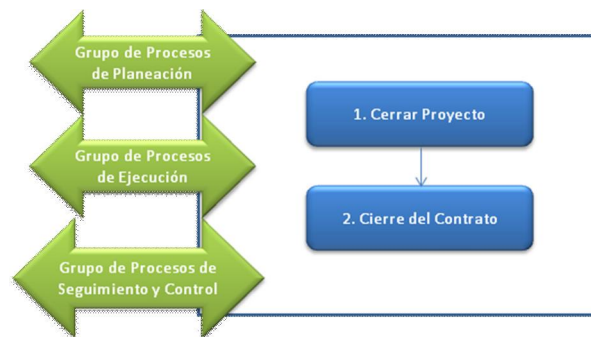 Grupo de Procesos
de Planeación
Grupo de Procesos
de Ejecución
Grupo de Procesos de
Seguimiento y Control
1. Cerrar Proyecto
2. Cierre del Contrato